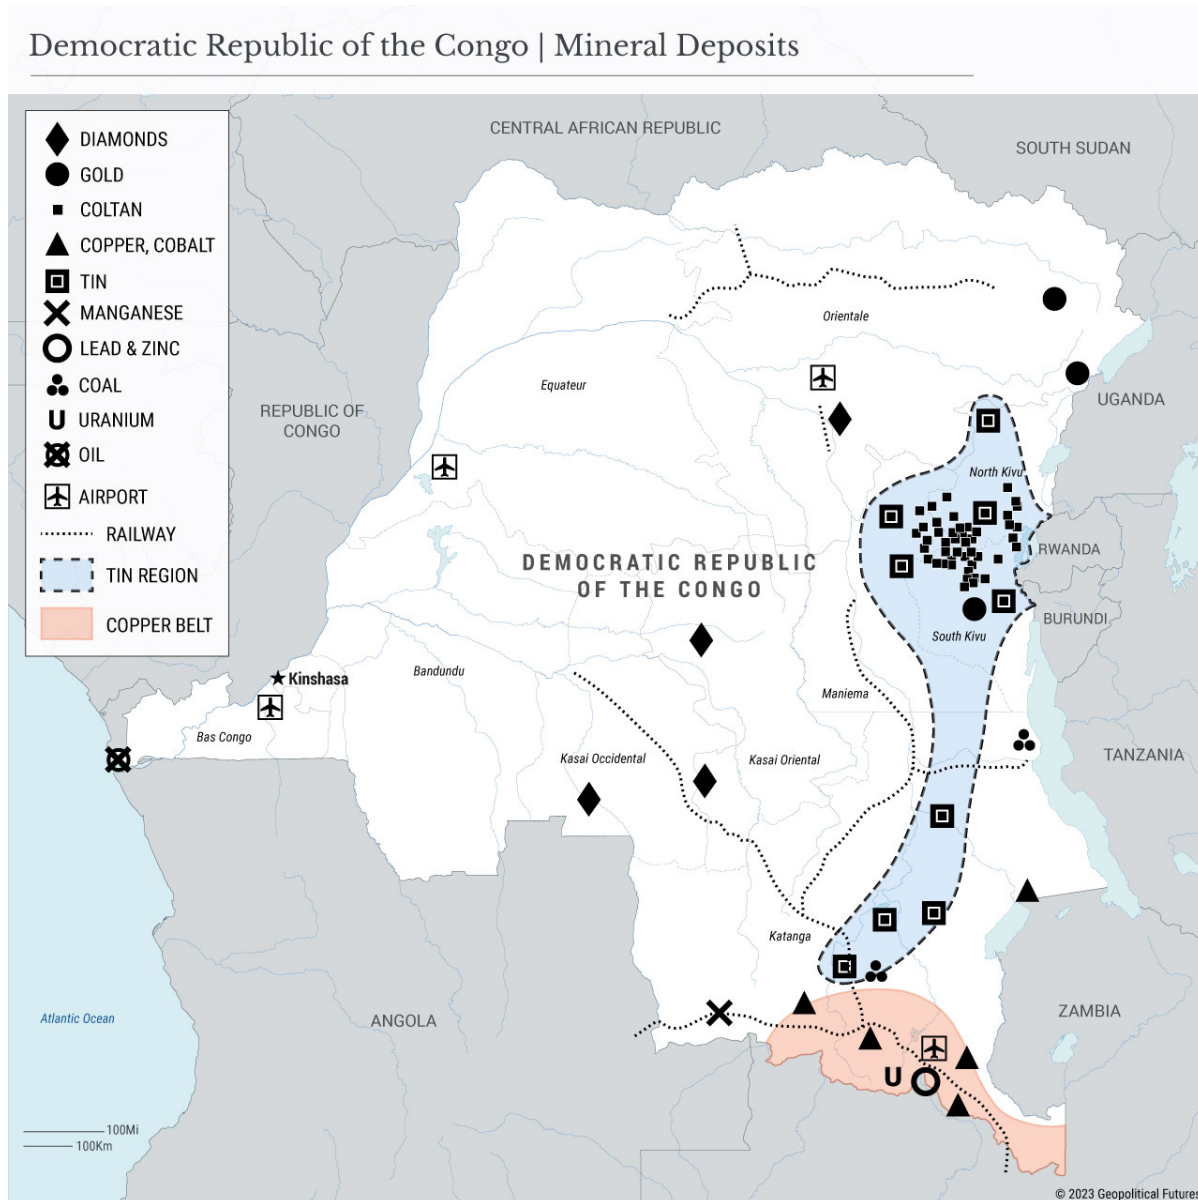 Democratic Republic of the Congo | Mineral Deposits
DIAMONDS
GOLD
COLTAN
COPPER, COBALT
TIN
MANGANESE
LEAD & ZINC
COAL
U URANIUM
OIL
AIRPORT
RAILWAY
TIN REGION
COPPER BELT
CENTRAL AFRICAN REPUBLIC
SOUTH SUDAN
Orientale
Equateur
UGANDA
REPUBLIC OF
CONGO
North Kivu
DEMOCRATIC REPUBLIC
OF THE CONGO
RWANDA
BURUNDI
South Kivu
Kinshasa
Bandundu
Maniema
Bas Congo
Kasai Occidental
Kasai Oriental
TANZANIA
Katanga
Atlantic Ocean
ANGOLA
ZAMBIA
U
100Mi
100Km
© 2023 Geopolitical Futures